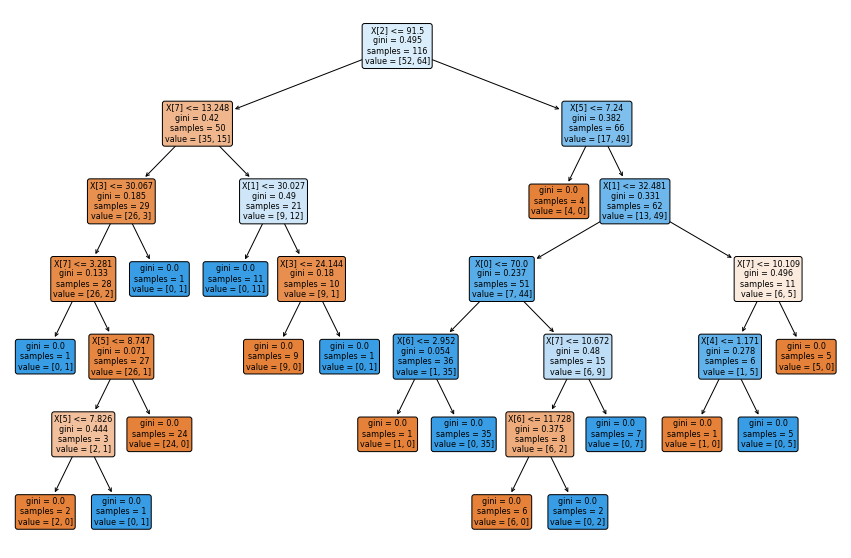 X[2] <= 91.5
gini = 0.495
samples = 116
value = [52, 64]
X[7] <= 13.248
gini = 0.42
samples = 50
value = [35, 15]
X[5] <= 7.24
gini = 0.382
samples = 66
value = [17, 49]
X[3] <= 30.067
gini = 0.185
samples = 29
value = [26, 3]
X[1] <= 30.027
gini = 0.49
samples = 21
value = [9, 12]
gini = 0.0
samples = 4
value = [4, 0]
X[1] <= 32.481
gini = 0.331
samples = 62
value = [13, 49]
X[7] <= 3.281
gini = 0.133
samples = 28
value = [26, 2]
gini = 0.0
samples = 1
value = [0, 1]
gini = 0.0
samples = 11
value = [0, 11]
X[3] <= 24.144
gini = 0.18
samples = 10
value = [9, 1]
X[0] <= 70.0
gini = 0.237
samples = 51
value = [7, 44]
X[7] <= 10.109
gini = 0.496
samples = 11
value = [6, 5]
gini = 0.0
samples = 1
value = [0, 1]
X[5] <= 8.747
gini = 0.071
samples = 27
value = [26, 1]
gini = 0.0
samples = 9
value = [9, 0]
gini = 0.0
samples = 1
value = [0, 1]
X[6] <= 2.952
gini = 0.054
samples = 36
value = [1, 35]
X[7] <= 10.672
gini = 0.48
samples = 15
value = [6, 9]
X[4] <= 1.171
gini = 0.278
samples = 6
value = [1, 5]
gini = 0.0
samples = 5
value = [5, 0]
X[5] <= 7.826
gini = 0.444
samples = 3
value = [2, 1]
gini = 0.0
samples = 24
value = [24, 0]
gini = 0.0
samples = 1
value = [1, 0]
gini = 0.0
samples = 35
value = [0, 35]
X[6] <= 11.728
gini = 0.375
samples = 8
value = [6, 2]
gini = 0.0
samples = 7
value = [0, 7]
gini = 0.0
samples = 1
value = [1, 0]
gini = 0.0
samples = 5
value = [0, 5]
gini = 0.0
samples = 2
value = [2, 0]
gini = 0.0
samples = 1
value = [0, 1]
gini = 0.0
samples = 6
value = [6, 0]
gini = 0.0
samples = 2
value = [0, 2]